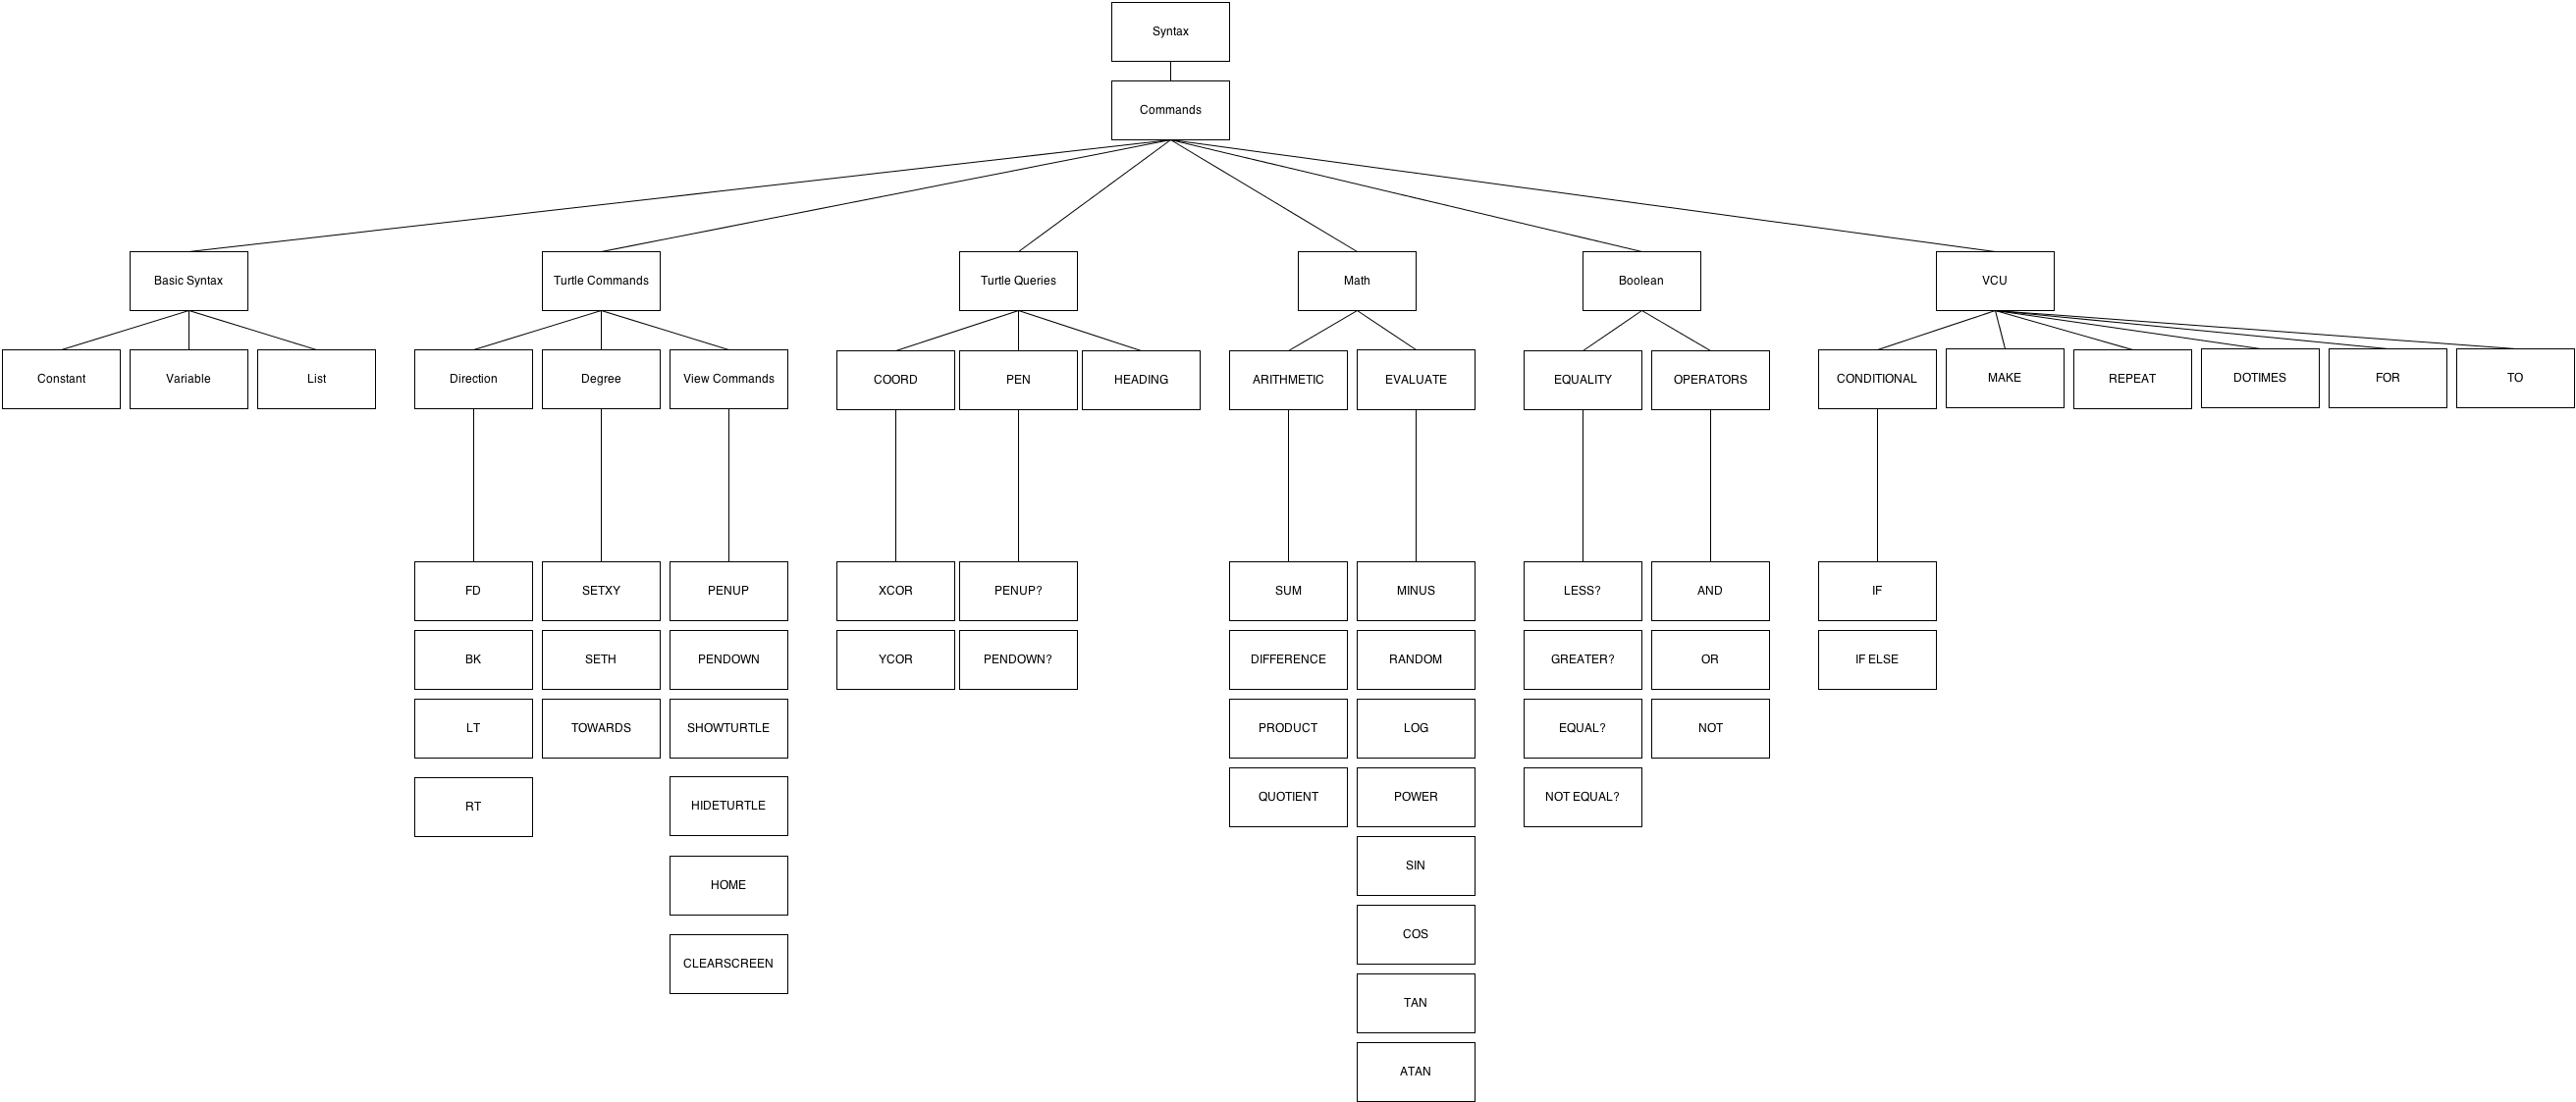 Syntax
Commands
Basic Syntax
Turtle Commands
Turtle Queries
Math
Boolean
VCU
Constant
Variable
List
Direction
Degree
View Commands
COORD
PEN
HEADING
ARITHMETIC
EVALUATE
EQUALITY
OPERATORS
CONDITIONAL
MAKE
REPEAT
DOTIMES
FOR
TO
FD
SETXY
PENUP
XCOR
PENUP?
SUM
MINUS
LESS?
AND
IF
BK
SETH
PENDOWN
YCOR
PENDOWN?
DIFFERENCE
RANDOM
GREATER?
OR
IF ELSE
LT
TOWARDS
SHOWTURTLE
PRODUCT
LOG
EQUAL?
NOT
RT
HIDETURTLE
QUOTIENT
POWER
NOT EQUAL?
HOME
SIN
CLEARSCREEN
COS
TAN
ATAN